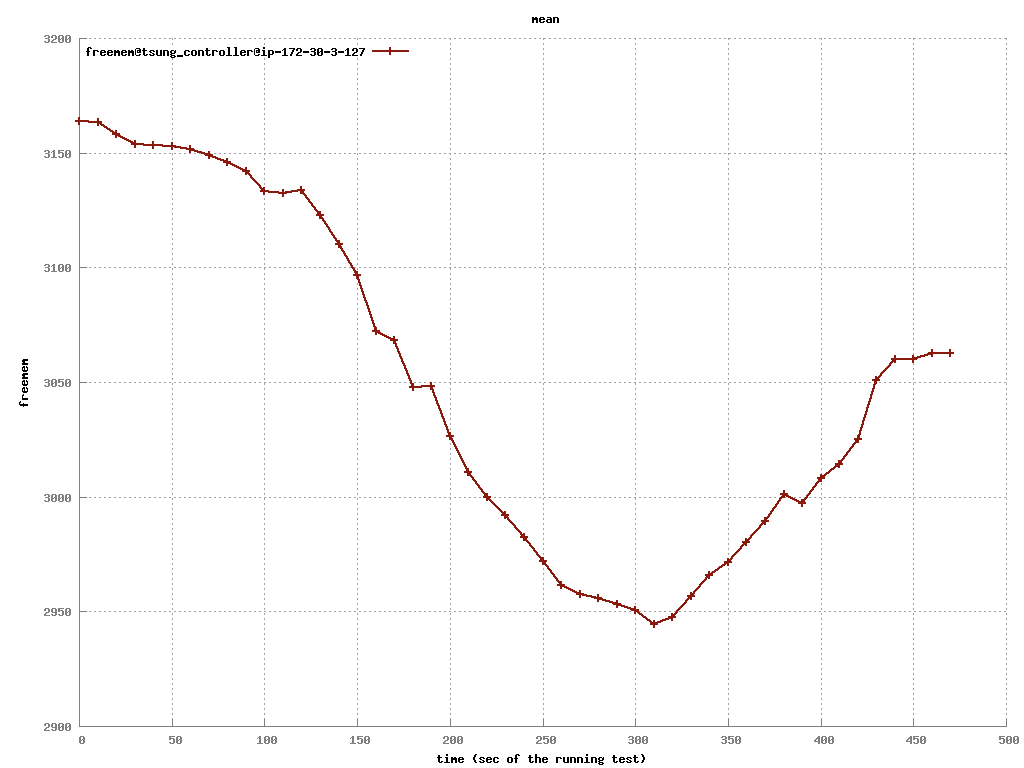 mean
freemem@tsung_controller@ip-172-30-3-127
3200
3150
3100
3050
3000
2950
2900
freemem
0 50 100 150 200 250 300 350 400 450 500
time (sec of the running test)